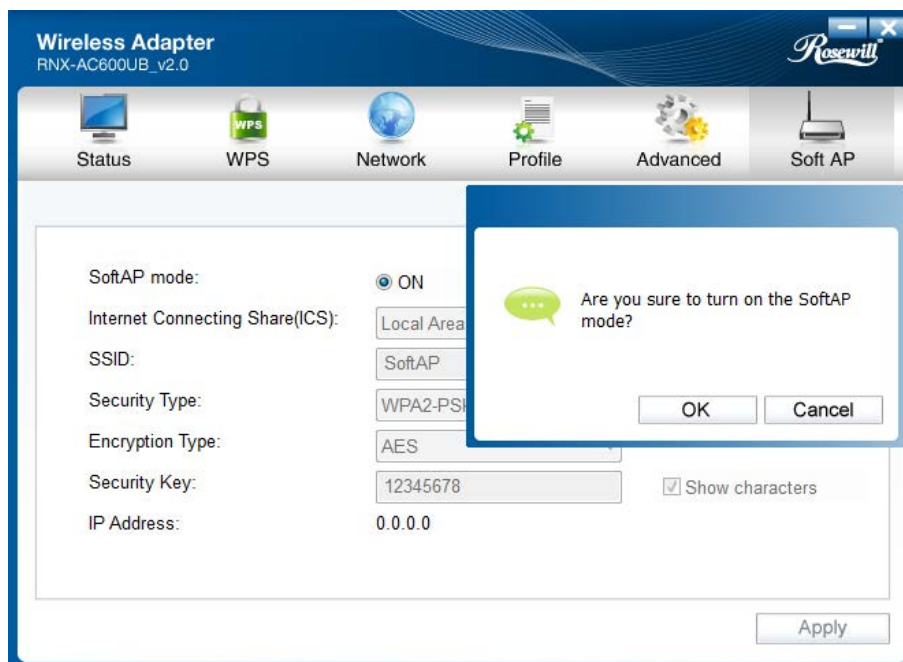 Wireless Adapter
RNX-AC600UB_v2.0
Rosewill
WPS
Status WPS Network Profile Advanced Soft AP
SoftAP mode: ON
Internet Connecting Share(ICS): Local Area
SSID: SoftAP
Security Type: WPA2-PSK
Encryption Type: AES
Security Key: 12345678 Show characters
IP Address: 0.0.0.0
Are you sure to turn on the SoftAP
mode?
OK Cancel
Apply